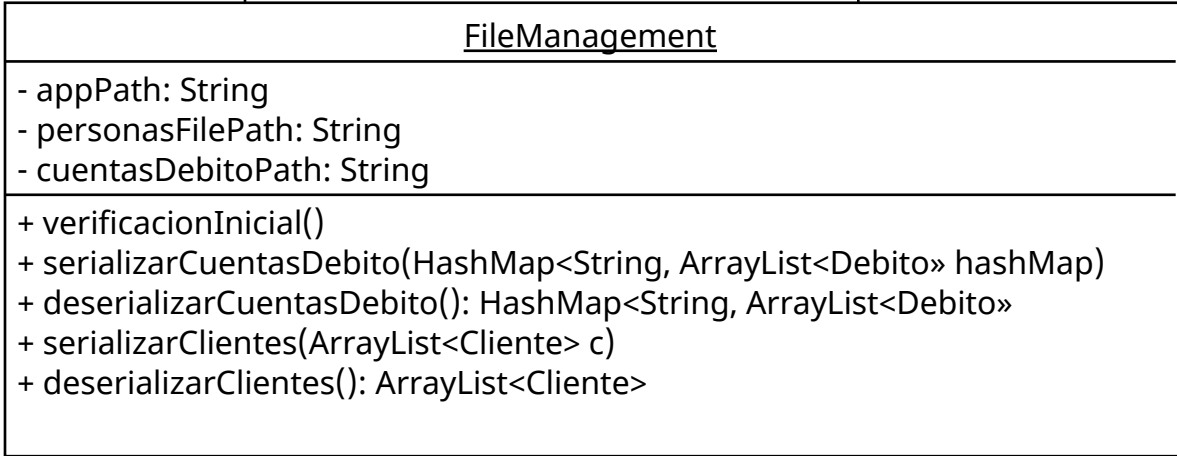 FileManagement
- appPath: String
- personasFilePath: String
- cuentasDebitoPath: String
+ verificacionInicial()
+ serializarCuentasDebito(HashMap<String, ArrayList<Debito» hashMap)
+ deserializarCuentasDebito(): HashMap<String, ArrayList<Debito»
+ serializarClientes(ArrayList<Cliente> c)
+ deserializarClientes(): ArrayList<Cliente>